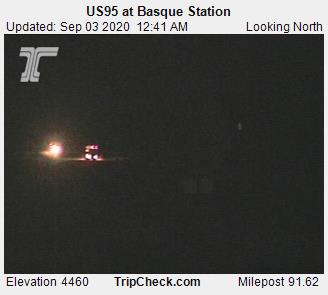 US95 at Basque Station
Updated: Sep 03 2020 12:41 AM Looking North
Elevation 4460 TripCheck.com Milepost 91.62